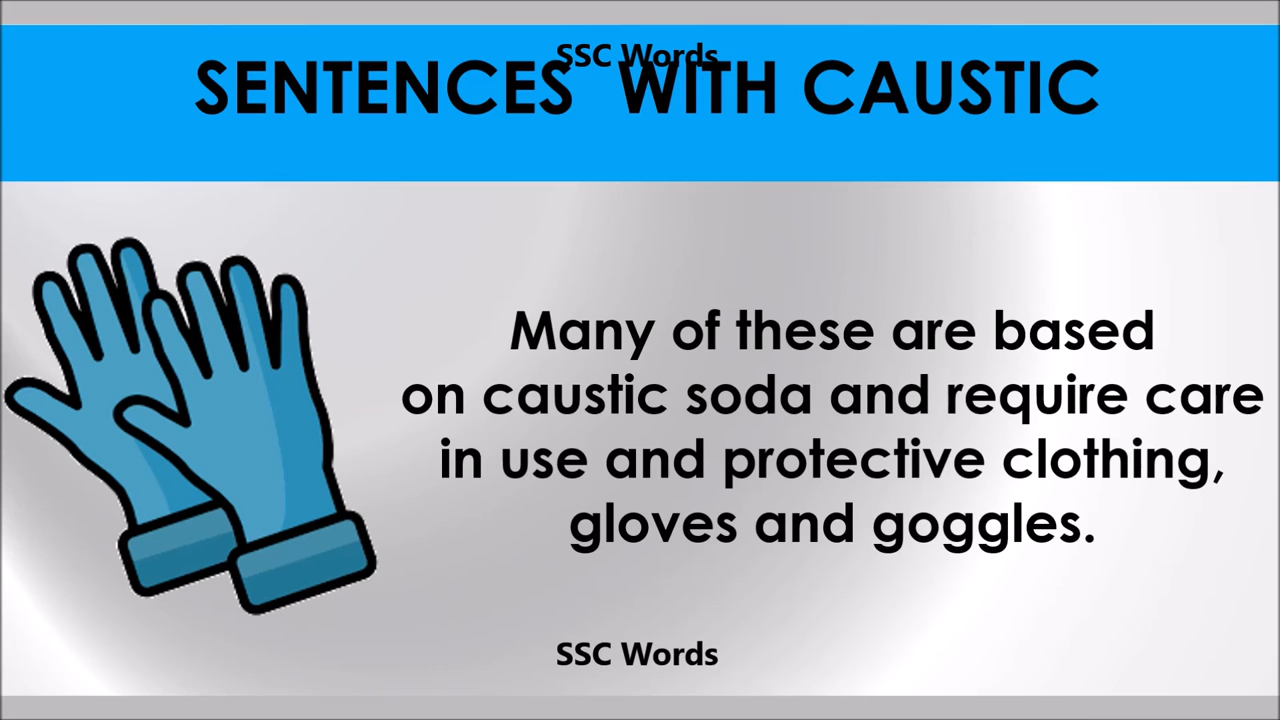 SSC Words
SENTENCES WITH CAUSTIC
Many of these are based
on caustic soda and require care
in use and protective clothing,
gloves and goggles.
SSC Words